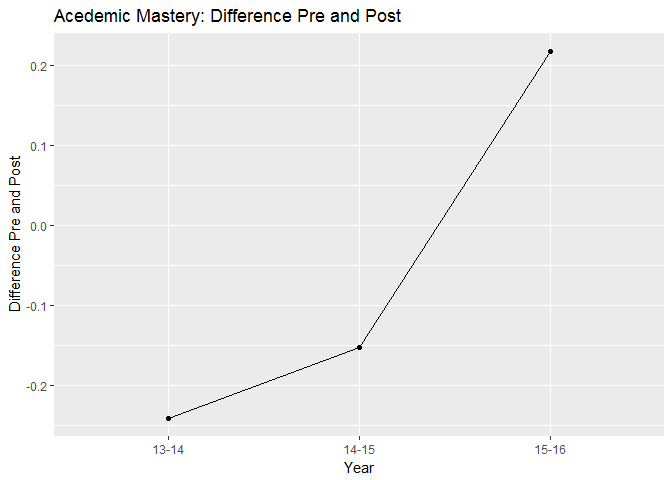 Acedemic Mastery: Difference Pre and Post
0.2
0.1
0.0
-0.1
-0.2
Difference Pre and Post
13-14
14-15
15-16
Year